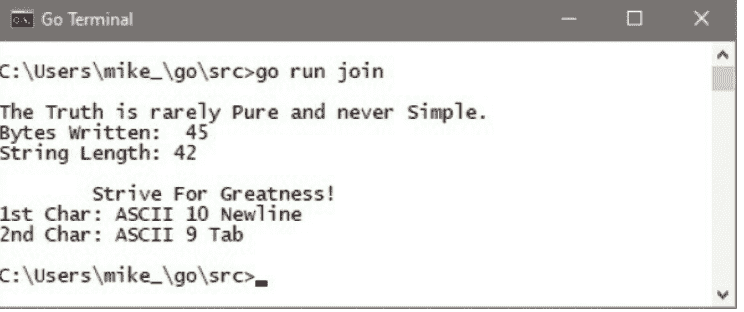 Go Terminal
C:\Users\mike_\go\src>go run join
The Truth is rarely Pure and never Simple.
Bytes Written:  45
String Length: 42
Strive For Greatness!
1st Char: ASCII 10 Newline
2nd Char: ASCII 9 Tab
C:\Users\mike_\go\src>